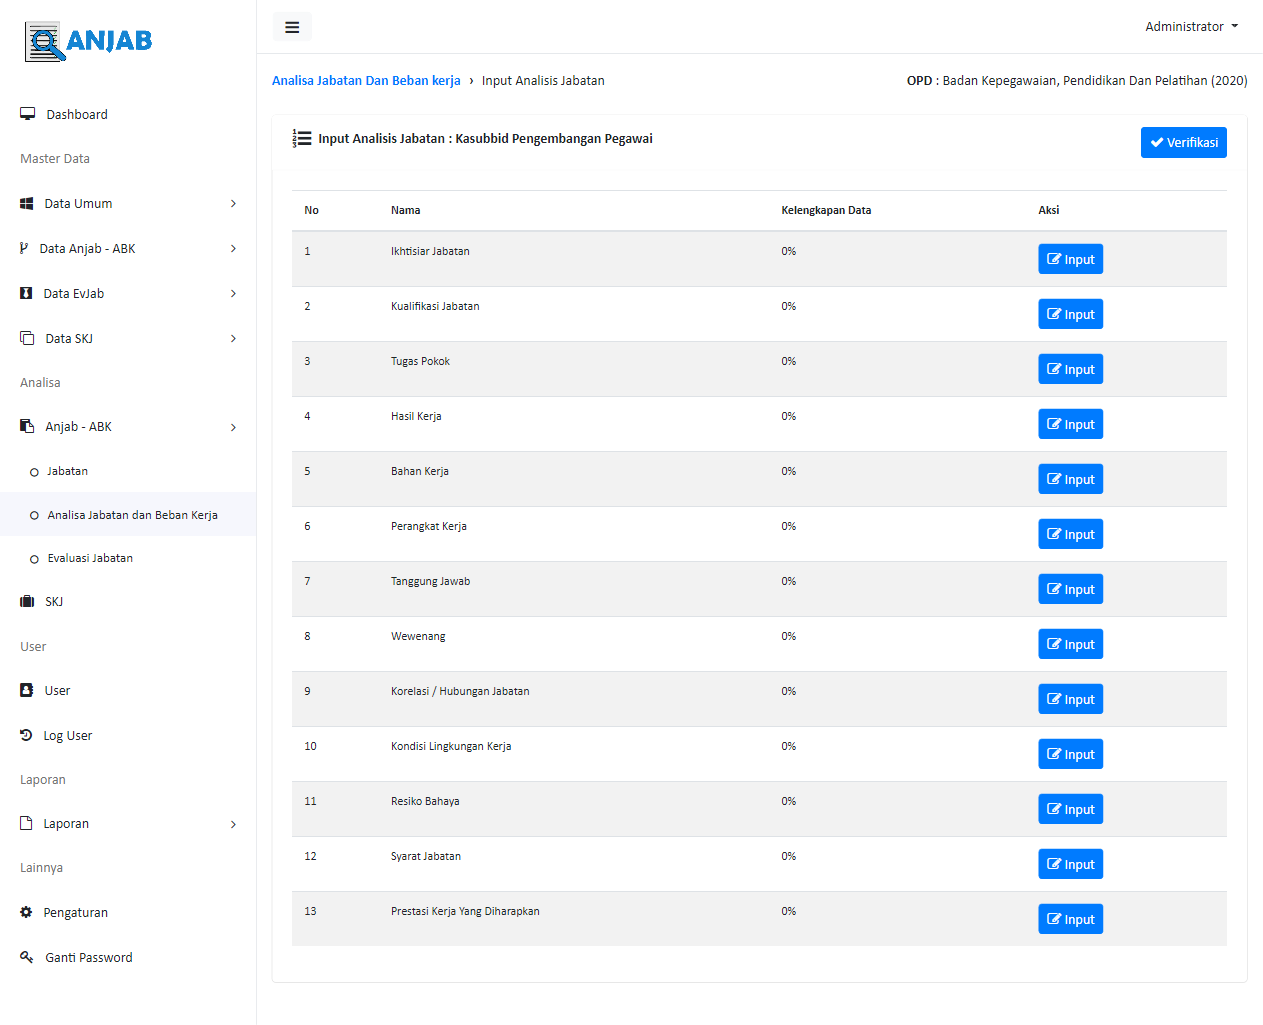 ANJAB
Administrator
Analisa Jabatan Dan Beban kerja › Input Analisis Jabatan
OPD : Badan Kepegawaian, Pendidikan Dan Pelatihan (2020)
Dashboard
Master Data
Data Umum
Data Anjab - ABK
Data EvJab
Data SKJ
Analisa
Anjab - ABK
Jabatan
Analisa Jabatan dan Beban Kerja
Evaluasi Jabatan
SKJ
User
User
Log User
Laporan
Laporan
Lainnya
Pengaturan
Ganti Password
Input Analisis Jabatan : Kasubbid Pengembangan Pegawai
Verifikasi
No Nama Kelengkapan Data Aksi
1 Ikhtisiar Jabatan 0% Input
2 Kualifikasi Jabatan 0% Input
3 Tugas Pokok 0% Input
4 Hasil Kerja 0% Input
5 Bahan Kerja 0% Input
6 Perangkat Kerja 0% Input
7 Tanggung Jawab 0% Input
8 Wewenang 0% Input
9 Korelasi / Hubungan Jabatan 0% Input
10 Kondisi Lingkungan Kerja 0% Input
11 Resiko Bahaya 0% Input
12 Syarat Jabatan 0% Input
13 Prestasi Kerja Yang Diharapkan 0% Input